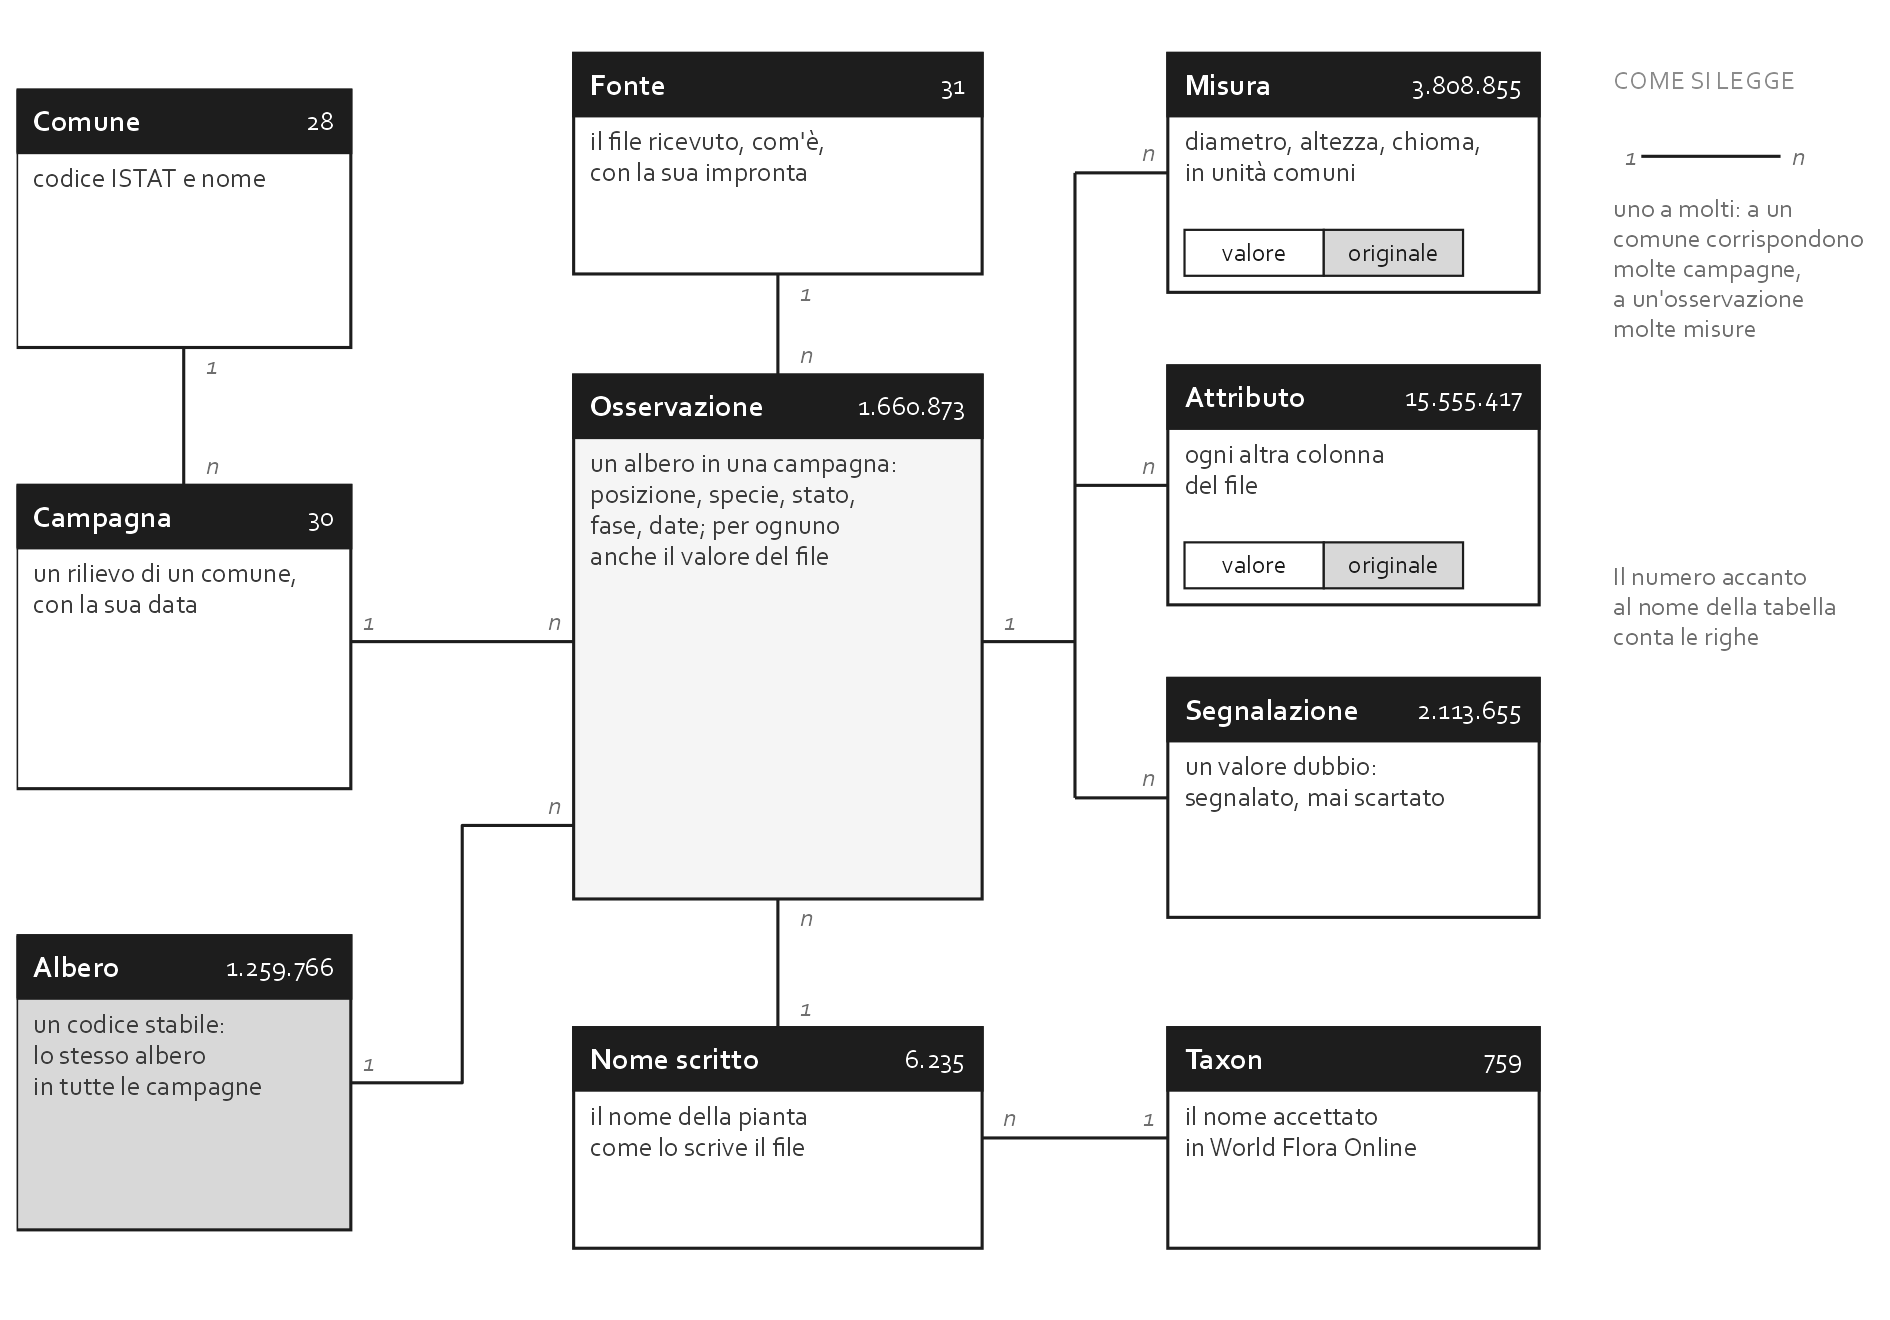 Comune 28
codice ISTAT e nome
1
n
Campagna 30
un rilievo di un comune,
con la sua data
1
n
Albero 1.259.766
un codice stabile:
lo stesso albero
in tutte le campagne
1
n
Fonte 31
il file ricevuto, com'è,
con la sua impronta
1
n
Osservazione 1.660.873
un albero in una campagna:
posizione, specie, stato,
fase, date; per ognuno
anche il valore del file
n
1
Nome scritto 6.235
il nome della pianta
come lo scrive il file
n
1
Taxon 759
il nome accettato
in World Flora Online
1
n
Misura 3.808.855
diametro, altezza, chioma,
in unità comuni
valore originale
n
Attributo 15.555.417
ogni altra colonna
del file
valore originale
n
Segnalazione 2.113.655
un valore dubbio:
segnalato, mai scartato
COME SI LEGGE
1 n
uno a molti: a un
comune corrispondono
molte campagne,
a un'osservazione
molte misure
Il numero accanto
al nome della tabella
conta le righe